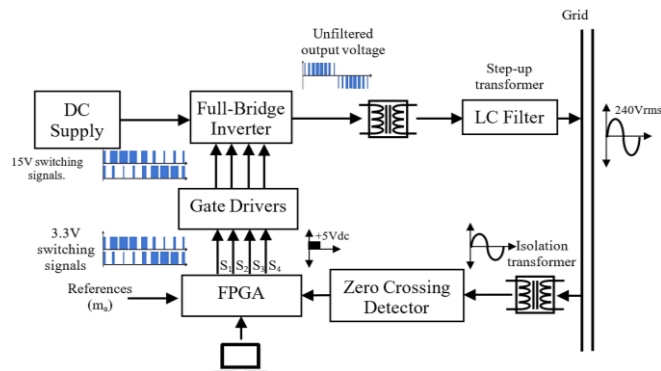 Grid
Unfiltered
output voltage
Step-up
transformer
DC
Supply
Full-Bridge
Inverter
LC Filter
240Vrms
15V switching
signals.
Gate Drivers
3.3V
switching
signals
+5Vdc
S1 S2 S3 S4
Isolation
transformer
References
(ma)
FPGA
Zero Crossing
Detector